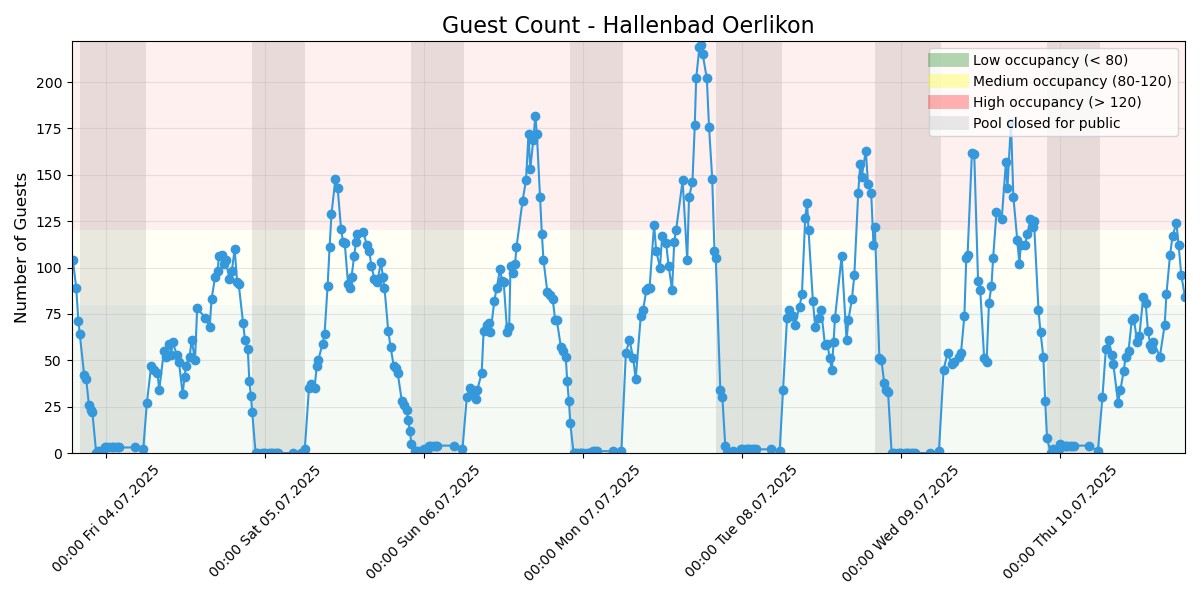 Guest Count - Hallenbad Oerlikon
Number of Guests
200
175
150
125
100
75
50
25
0
Low occupancy (< 80)
Medium occupancy (80-120)
High occupancy (> 120)
Pool closed for public
00:00 Fri 04.07.2025
00:00 Sat 05.07.2025
00:00 Sun 06.07.2025
00:00 Mon 07.07.2025
00:00 Tue 08.07.2025
00:00 Wed 09.07.2025
00:00 Thu 10.07.2025